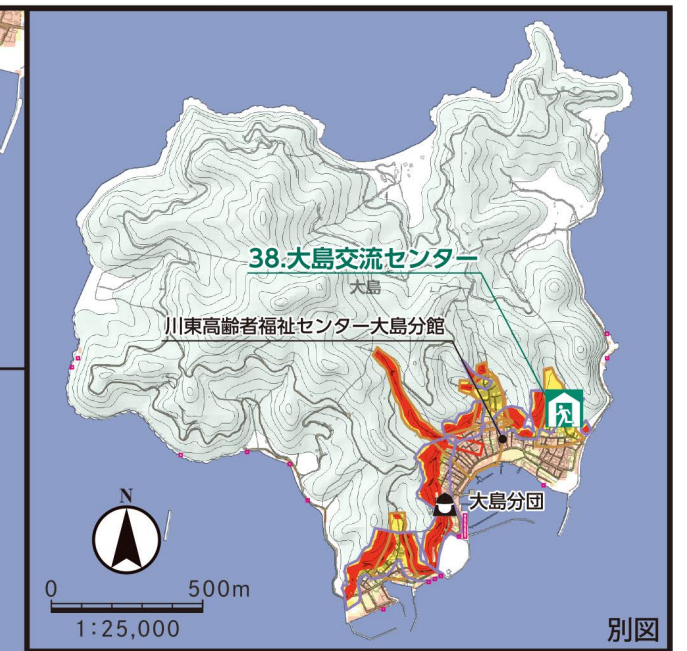 38.大島交流センター
大島
川東高齢者福祉センター大島分館
大島分団
N
0 500m
1:25,000
別図